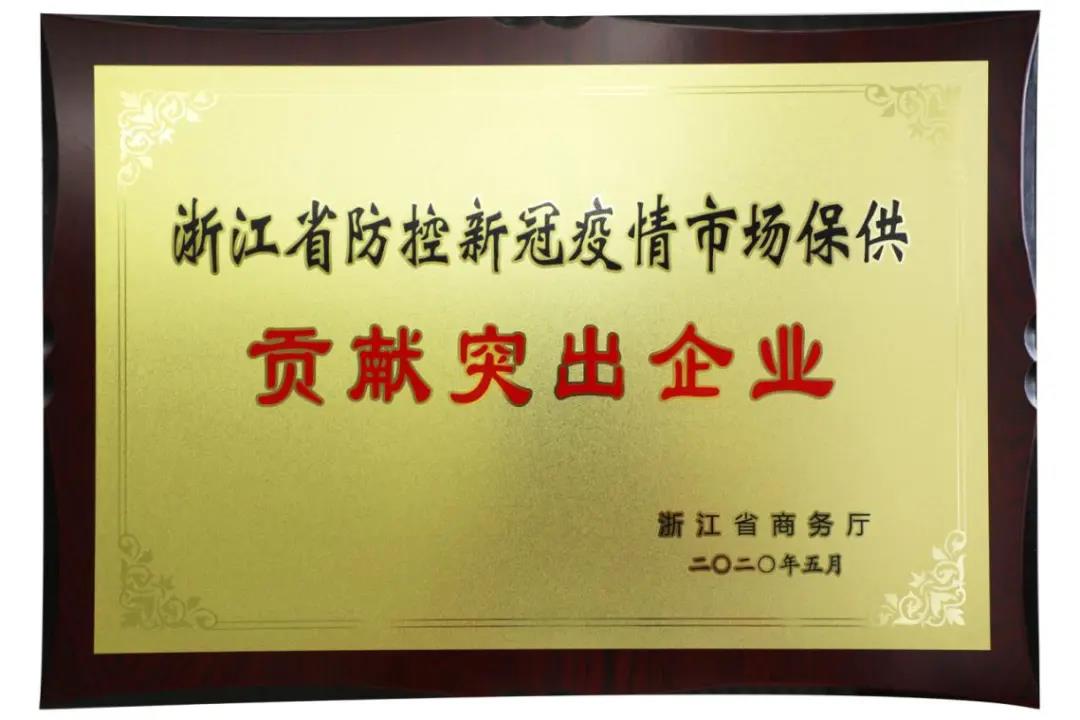 浙江省防控新冠疫情市场保供
贡献突出企业
浙江省商务厅
二〇二〇年五月